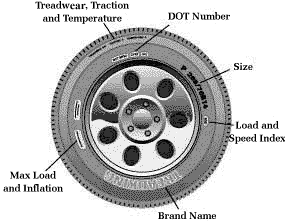 Treadwear, Traction
and Temperature
DOT Number
Size
Load and
Speed Index
Max Load
and Inflation
Brand Name